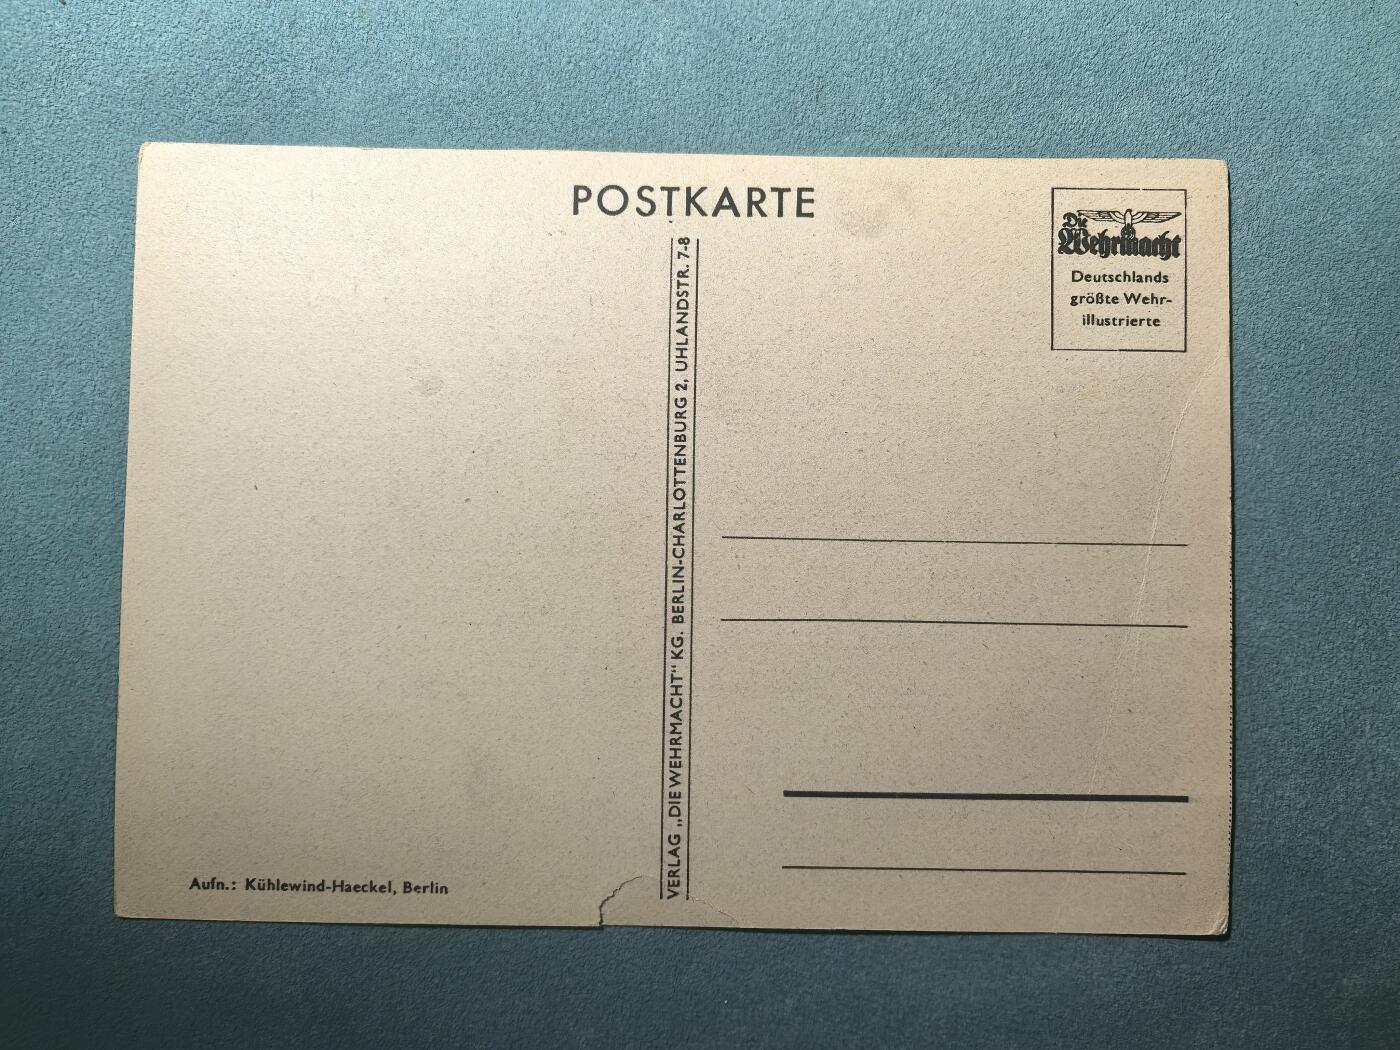 POSTKARTE
Die
Wehrmacht
Deutschlands
größte Wehr-
illustrierte
VERLAG „DIE WEHRMACHT“ KG. BERLIN-CHARLOTTENBURG 2, UHLANDSTR. 7-8
Aufn.: Kühlewind-Haeckel, Berlin